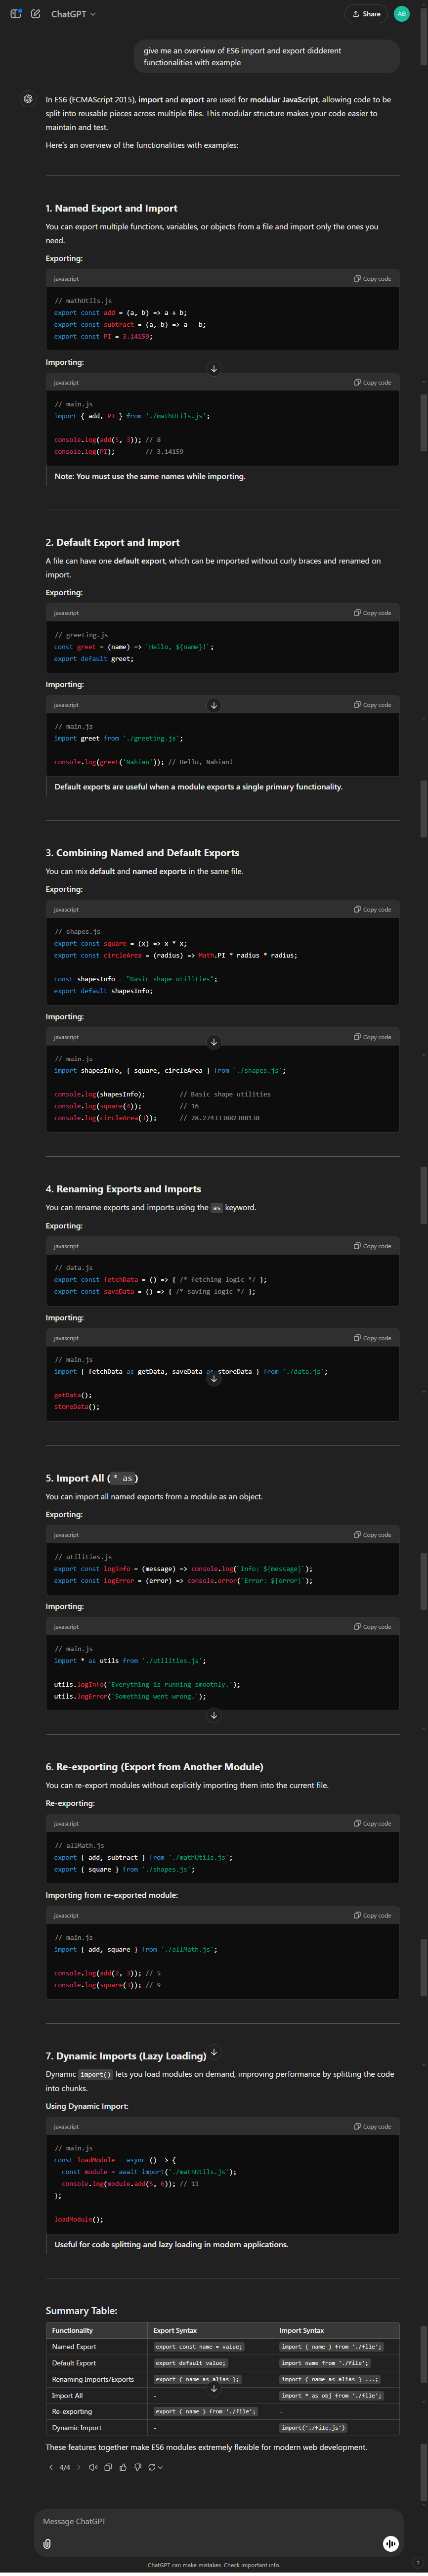 ChatGPT
Share
AB
give me an overview of ES6 import and export didderent
functionalities with example
In ES6 (ECMAScript 2015), import and export are used for modular JavaScript, allowing code to be
split into reusable pieces across multiple files. This modular structure makes your code easier to
maintain and test.
Here's an overview of the functionalities with examples:
1. Named Export and Import
You can export multiple functions, variables, or objects from a file and import only the ones you
need.
Exporting:
javascript
Copy code
// mathUtils.js
export const add = (a, b) => a + b;
export const subtract = (a, b) => a - b;
export const PI = 3.14159;
Importing:
javascript
Copy code
// main.js
import { add, PI } from './mathUtils.js';
console.log(add(5, 3)); // 8
console.log(PI); // 3.14159
Note: You must use the same names while importing.
2. Default Export and Import
A file can have one default export, which can be imported without curly braces and renamed on
import.
Exporting:
javascript
Copy code
// greeting.js
const greet = (name) => `Hello, ${name}!`;
export default greet;
Importing:
javascript
Copy code
// main.js
import greet from './greeting.js';
console.log(greet('Nahian')); // Hello, Nahian!
Default exports are useful when a module exports a single primary functionality.
3. Combining Named and Default Exports
You can mix default and named exports in the same file.
Exporting:
javascript
Copy code
// shapes.js
export const square = (x) => x * x;
export const circleArea = (radius) => Math.PI * radius * radius;
const shapesInfo = "Basic shape utilities";
export default shapesInfo;
Importing:
javascript
Copy code
// main.js
import shapesInfo, { square, circleArea } from './shapes.js';
console.log(shapesInfo); // Basic shape utilities
console.log(square(4)); // 16
console.log(circleArea(3)); // 28.274333882308138
4. Renaming Exports and Imports
You can rename exports and imports using the as keyword.
Exporting:
javascript
Copy code
// data.js
export const fetchData = () => { /* fetching logic */ };
export const saveData = () => { /* saving logic */ };
Importing:
javascript
Copy code
// main.js
import { fetchData as getData, saveData as storeData } from './data.js';
getData();
storeData();
5. Import All (* as)
You can import all named exports from a module as an object.
Exporting:
javascript
Copy code
// utilities.js
export const logInfo = (message) => console.log(`Info: ${message}`);
export const logError = (error) => console.error(`Error: ${error}`);
Importing:
javascript
Copy code
// main.js
import * as utils from './utilities.js';
utils.logInfo('Everything is running smoothly.');
utils.logError('Something went wrong.');
6. Re-exporting (Export from Another Module)
You can re-export modules without explicitly importing them into the current file.
Re-exporting:
javascript
Copy code
// allMath.js
export { add, subtract } from './mathUtils.js';
export { square } from './shapes.js';
Importing from re-exported module:
javascript
Copy code
// main.js
import { add, square } from './allMath.js';
console.log(add(2, 3)); // 5
console.log(square(3)); // 9
7. Dynamic Imports (Lazy Loading)
Dynamic import() lets you load modules on demand, improving performance by splitting the code
into chunks.
Using Dynamic Import:
javascript
Copy code
// main.js
const loadModule = async () => {
const module = await import('./mathUtils.js');
console.log(module.add(5, 6)); // 11
};
loadModule();
Useful for code splitting and lazy loading in modern applications.
Summary Table:
Functionality Export Syntax Import Syntax
Named Export export const name = value; import { name } from './file';
Default Export export default value; import name from './file';
Renaming Imports/Exports export { name as alias }; import { name as alias } ...;
Import All - import * as obj from './file';
Re-exporting export { name } from './file'; -
Dynamic Import - import('./file.js')
These features together make ES6 modules extremely flexible for modern web development.
4/4
Message ChatGPT
ChatGPT can make mistakes. Check important info.
?